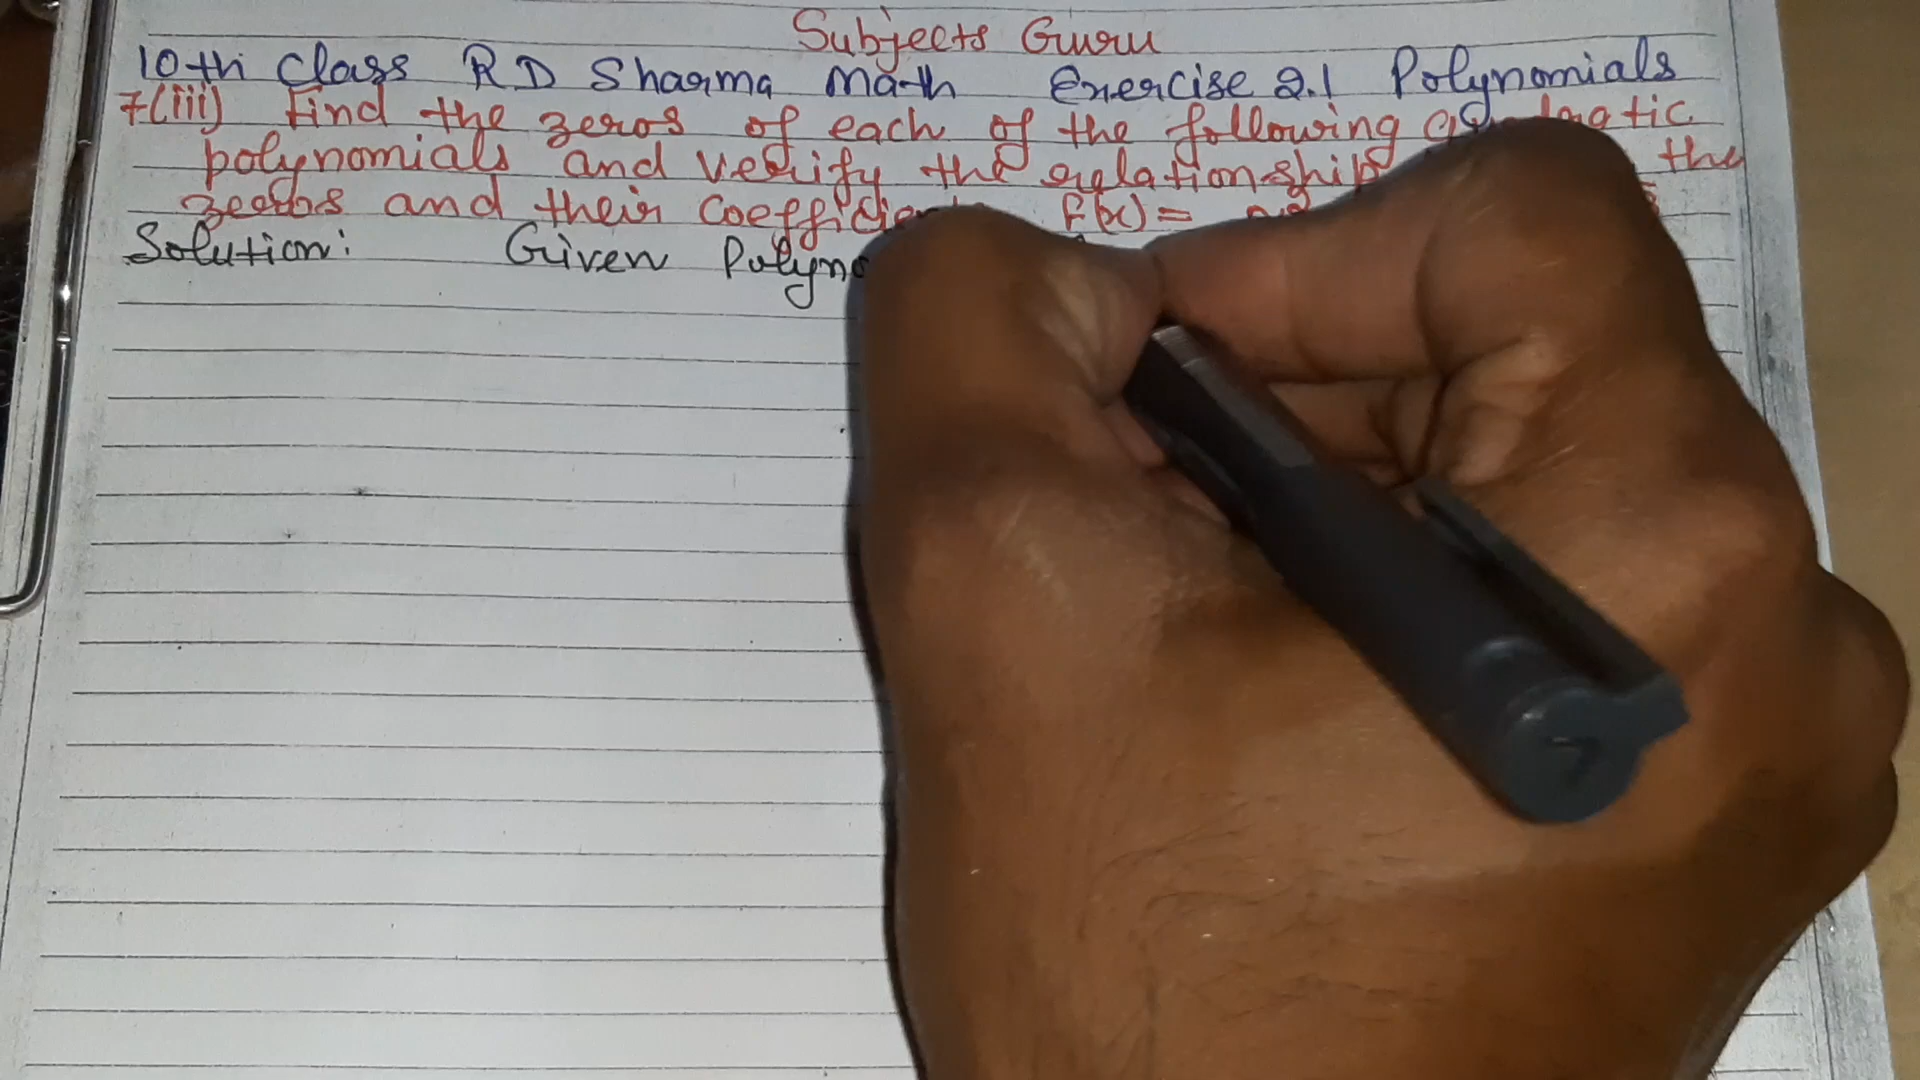 Subjects Guru
10th Class RD Sharma Math Exercise 2.1 Polynomials
7(iii) Find the zeros of each of the following
polynomials and verify the relationship the
zeros and their f(x) =
Solution: Given